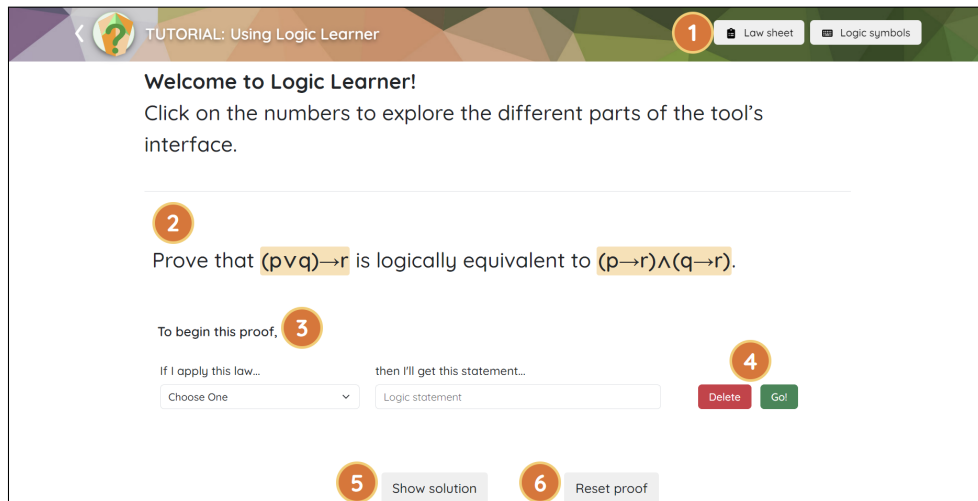 TUTORIAL: Using Logic Learner
1
Law sheet
Logic symbols
Welcome to Logic Learner!
Click on the numbers to explore the different parts of the tool's
interface.
2
Prove that (p∨q)→r is logically equivalent to (p→r)∧(q→r).
To begin this proof,
3
If I apply this law...
then I'll get this statement...
4
Choose One
Logic statement
Delete
Go!
5
Show solution
6
Reset proof